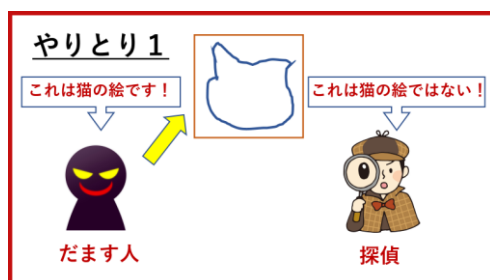 やりとり１
これは猫の絵です！
これは猫の絵ではない！
だます人
探偵